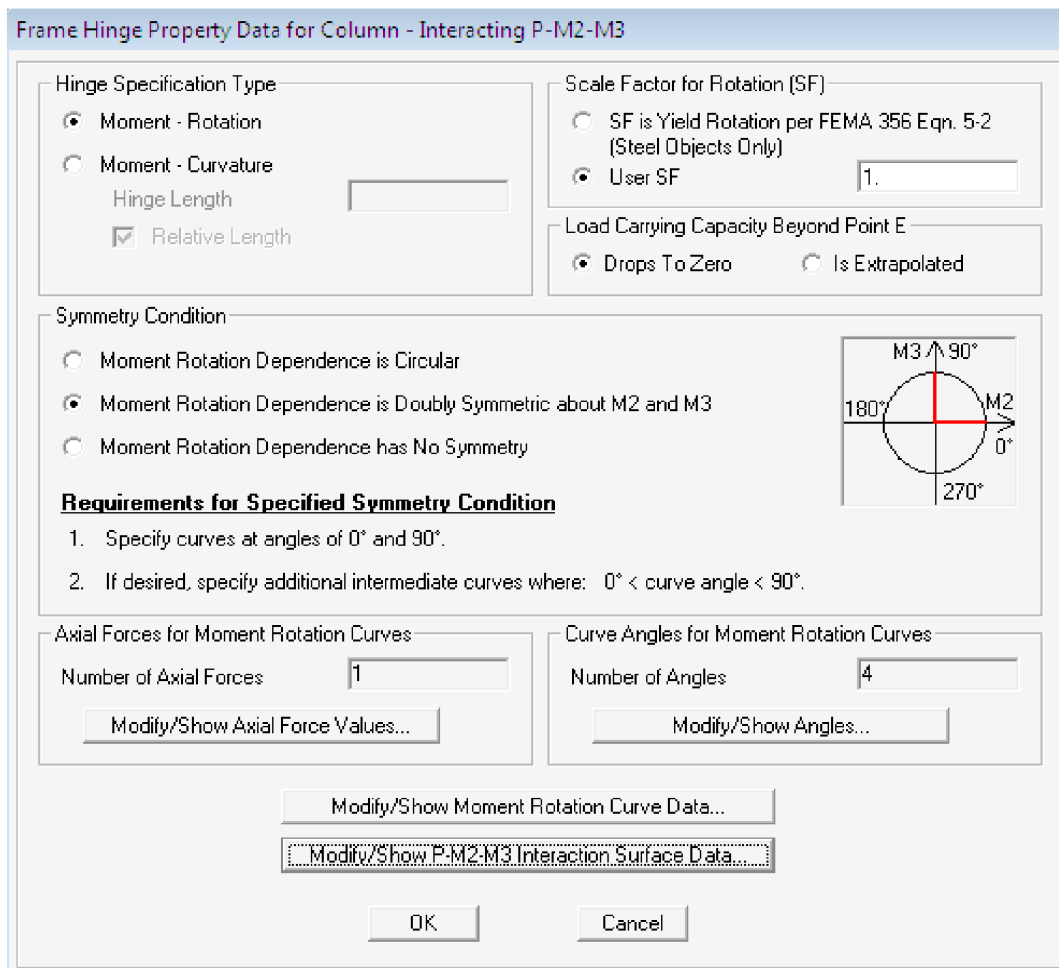 Frame Hinge Property Data for Column - Interacting P-M2-M3
Hinge Specification Type
Moment - Rotation
Moment - Curvature
Hinge Length
Relative Length
Scale Factor for Rotation (SF)
SF is Yield Rotation per FEMA 356 Eqn. 5-2
(Steel Objects Only)
User SF
1.
Load Carrying Capacity Beyond Point E
Drops To Zero
Is Extrapolated
Symmetry Condition
Moment Rotation Dependence is Circular
Moment Rotation Dependence is Doubly Symmetric about M2 and M3
Moment Rotation Dependence has No Symmetry
M3 90°
180°
M2
0°
270°
Requirements for Specified Symmetry Condition
1. Specify curves at angles of 0° and 90°.
2. If desired, specify additional intermediate curves where: 0° < curve angle < 90°.
Axial Forces for Moment Rotation Curves
Number of Axial Forces
1
Modify/Show Axial Force Values...
Curve Angles for Moment Rotation Curves
Number of Angles
4
Modify/Show Angles...
Modify/Show Moment Rotation Curve Data...
Modify/Show P-M2-M3 Interaction Surface Data...
OK
Cancel